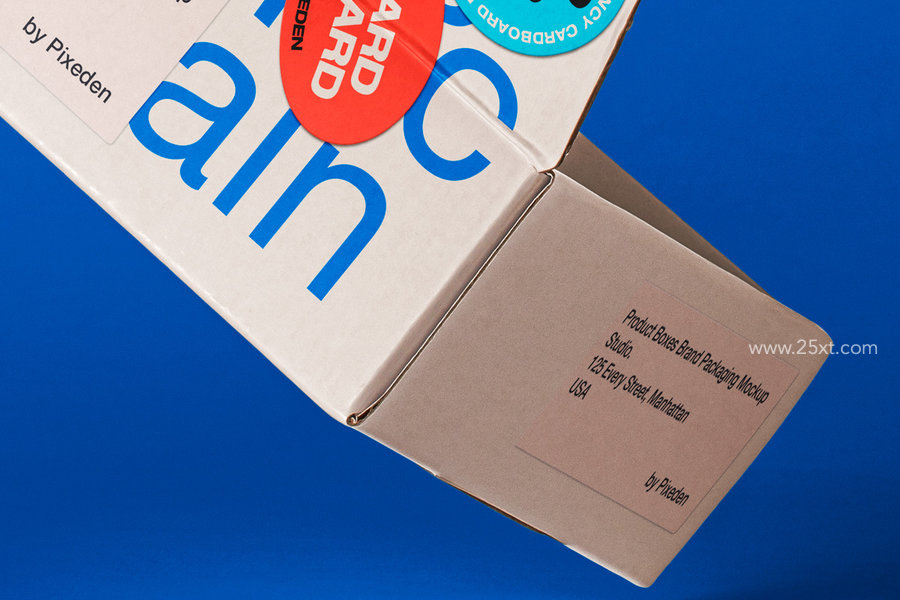 by Pixeden
ain
c
ARD
ARD
EDEN
NCY CARDBOARD
Product Boxes Brand Packaging Mockup
Studio.
125 Every Street, Manhattan
USA
by Pixeden
www.25xt.com